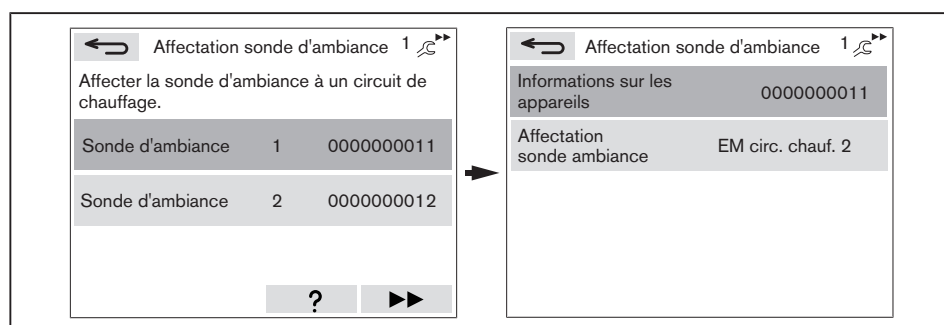 Affectation sonde d'ambiance 1
Affecter la sonde d'ambiance à un circuit de
chauffage.
Sonde d'ambiance 1 0000000011
Sonde d'ambiance 2 0000000012
?
Affectation sonde d'ambiance 1
Informations sur les
appareils 0000000011
Affectation
sonde ambiance EM circ. chauf. 2